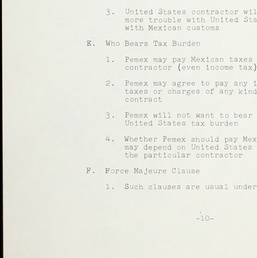 3. United States contractor wil
more trouble with United Sta
with Mexican customs
E. Who Bears Tax Burden
1. Pemex may pay Mexican taxes
contractor (even income tax)
2. Pemex may agree to pay any i
taxes or charges of any kind
contract
3. Pemex will not want to bear
United States tax burden
4. Whether Pemex should pay Mex
may depend on United States
the particular contractor
F. Force Majeure Clause
1. Such clauses are usual under
-10-